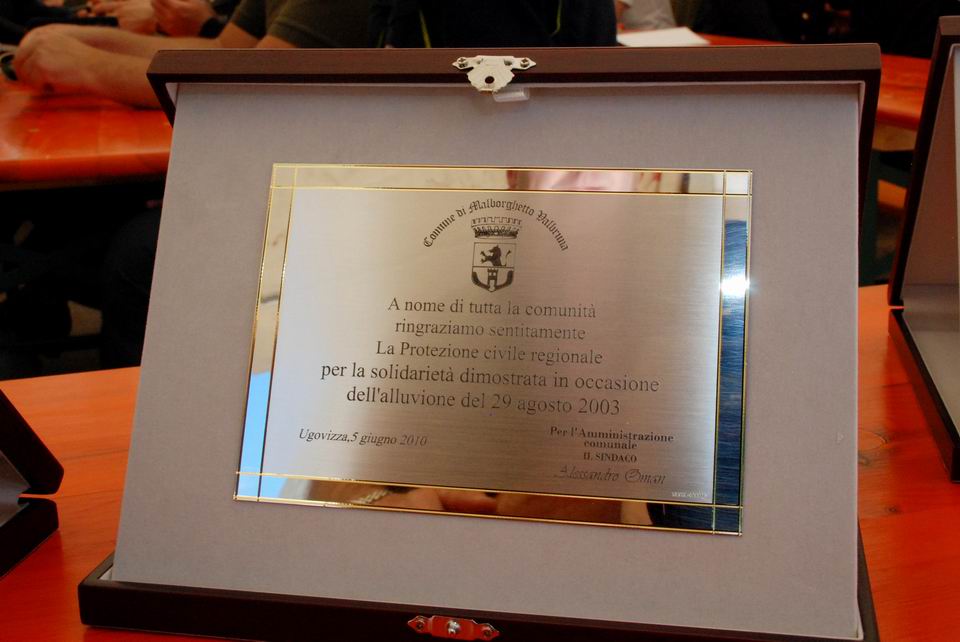 Comune di Malborghetto Valbruna
A nome di tutta la comunità
ringraziamo sentitamente
La Protezione civile regionale
per la solidarietà dimostrata in occasione
dell'alluvione del 29 agosto 2003
Ugovizza,5 giugno 2010
Per l'Amministrazione
comunale
IL SINDACO
Alessandro Oman